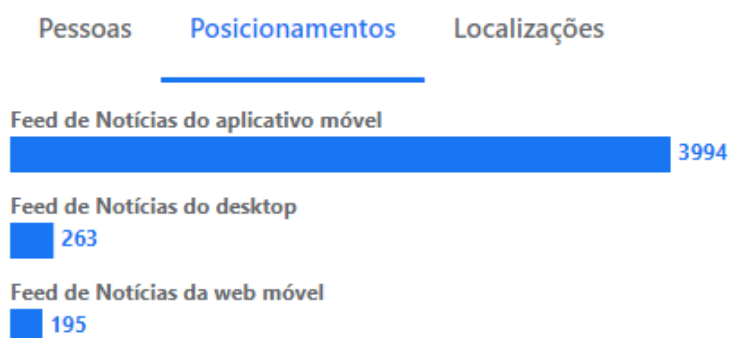 Pessoas Posicionamentos Localizações
Feed de Notícias do aplicativo móvel
3994
Feed de Notícias do desktop
263
Feed de Notícias da web móvel
195